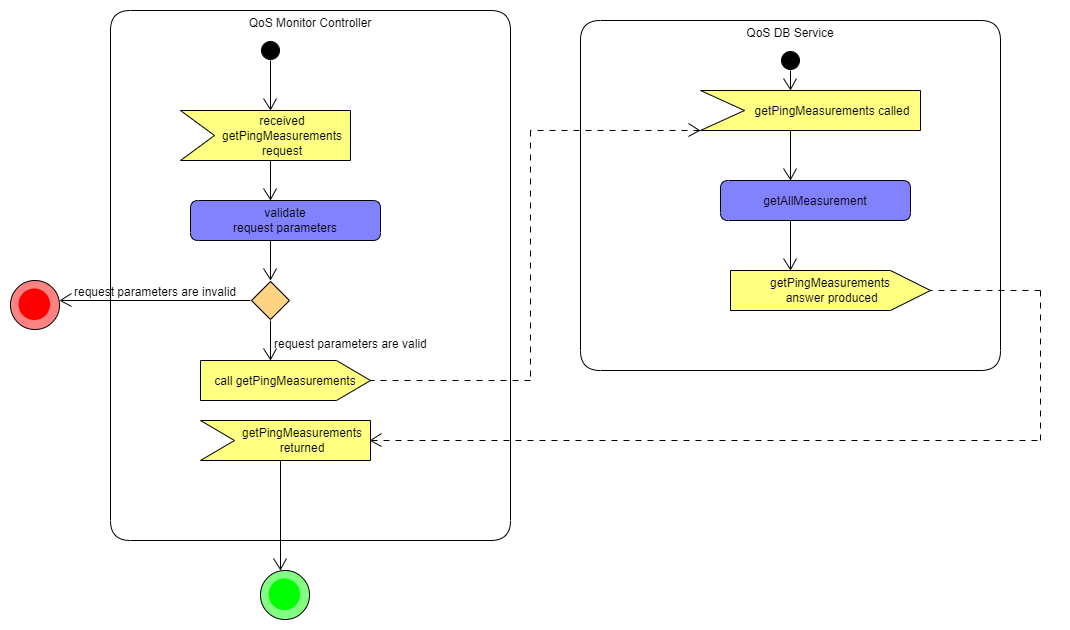 QoS Monitor Controller
received
getPingMeasurements
request
validate
request parameters
request parameters are invalid
request parameters are valid
call getPingMeasurements
getPingMeasurements
returned
QoS DB Service
getPingMeasurements called
getAllMeasurement
getPingMeasurements
answer produced